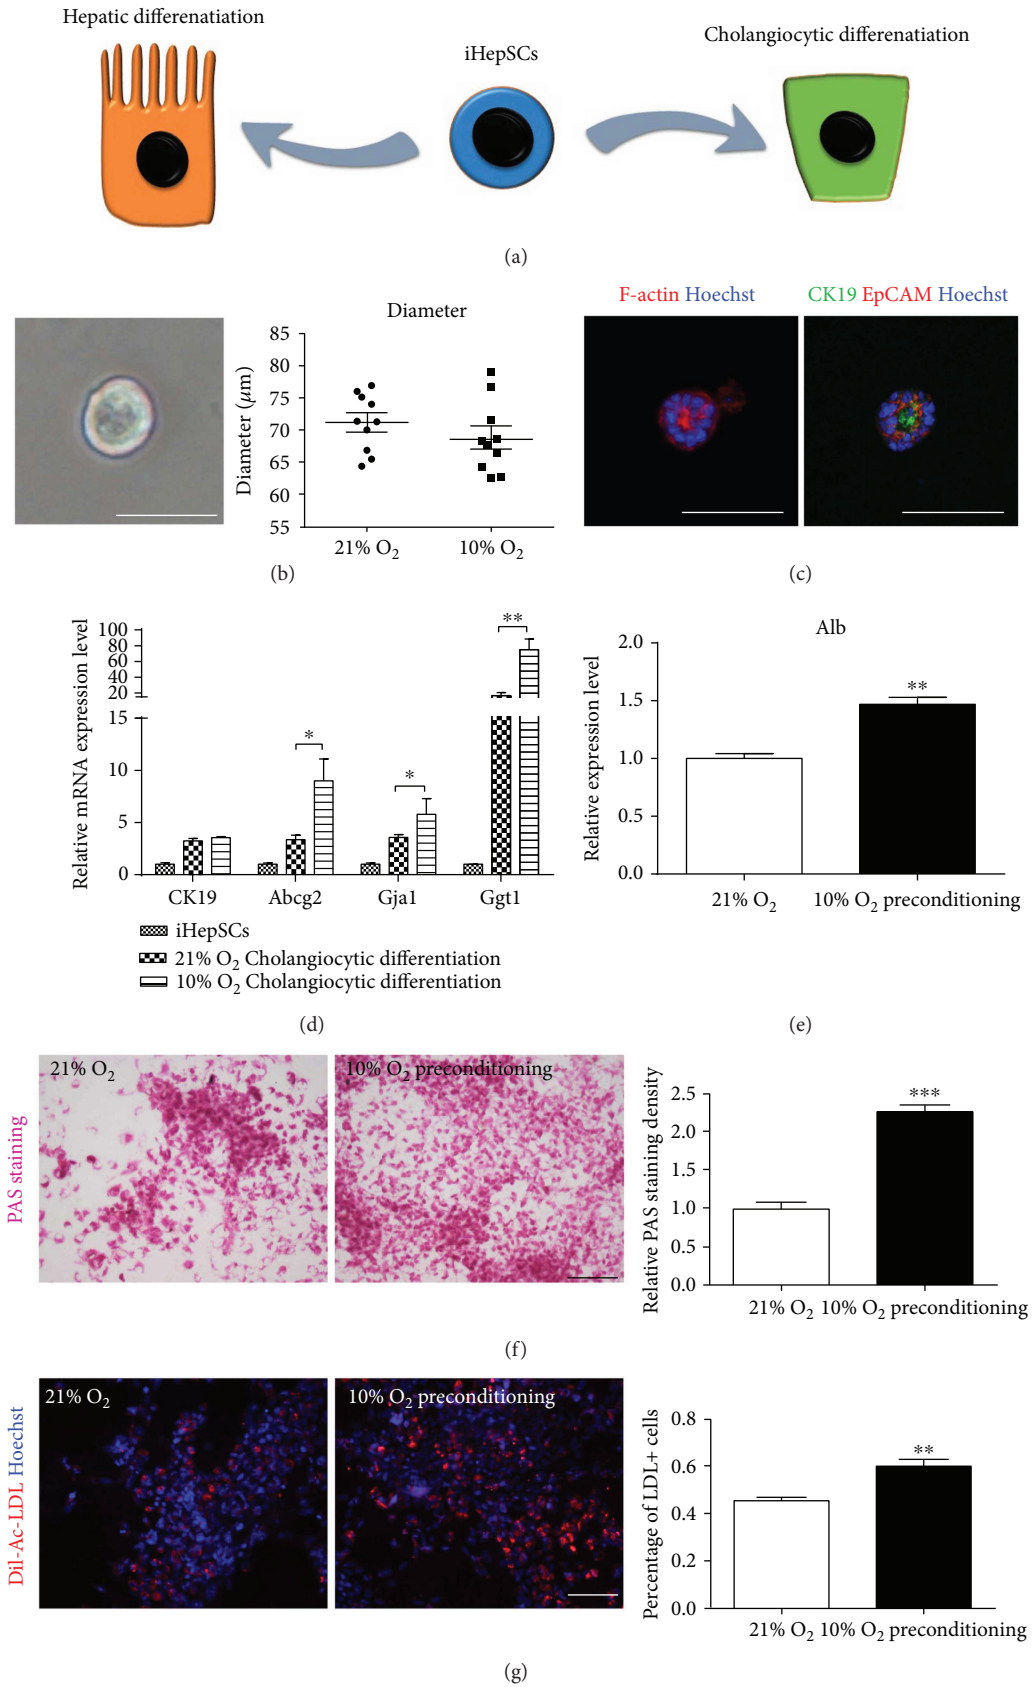 Hepatic differenatiation
iHepSCs
Cholangiocytic differenatiation
(a)
Diameter
Diameter (μm)
85
80
75
70
65
60
55
21% O2
10% O2
(b)
F-actin Hoechst
CK19 EpCAM Hoechst
(c)
Relative mRNA expression level
100
80
60
40
20
15
10
5
0
*
*
**
CK19
Abcg2
Gja1
Ggt1
iHepSCs
21% O2 Cholangiocytic differentiation
10% O2 Cholangiocytic differentiation
(d)
Alb
Relative expression level
2.0
1.5
1.0
0.5
0.0
**
21% O2
10% O2 preconditioning
(e)
PAS staining
21% O2
10% O2 preconditioning
Relative PAS staining density
2.5
2.0
1.5
1.0
0.5
0.0
***
21% O2 10% O2 preconditioning
(f)
Dil-Ac-LDL Hoechst
21% O2
10% O2 preconditioning
Percentage of LDL+ cells
0.8
0.6
0.4
0.2
0.0
**
21% O2 10% O2 preconditioning
(g)